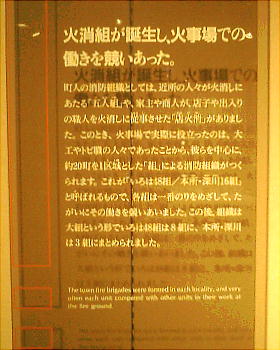 火消組が誕生し、火事場での
働きを競いあった。
町人の消防組織としては、近所の人々が火消しに
あたる「五人組」や、家主や商人が、店子や出入り
の職人を火消しに従事させた「店火消」がありまし
た。このとき、火事場で実際に役立ったのは、大
工やトビ職の人々であったことから、彼らを中心に、
約20町を1区域とした「組」による消防組織がつく
られます。これが「いろは48組／本所・深川16組」
と呼ばれるもので、各組は一番のりをめざして、た
がいにその働きを競いあいました。この後、組織は
大組という形でいろは48組は8組に、本所・深川
は3組にまとめられました。
The town fire brigades were formed in each locality, and very
often each unit competed with other units in their work at
the fire ground.